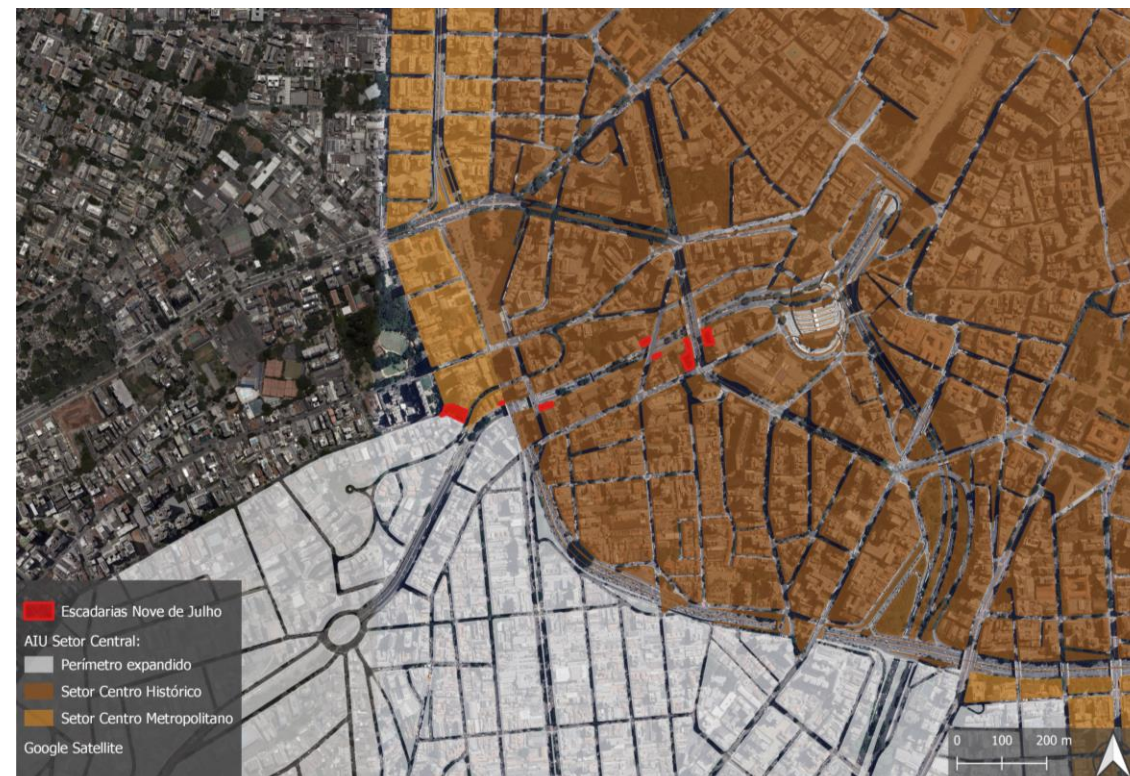 Escadarias Nove de Julho
AIU Setor Central:
Perímetro expandido
Setor Centro Histórico
Setor Centro Metropolitano
Google Satellite
0 100 200 m